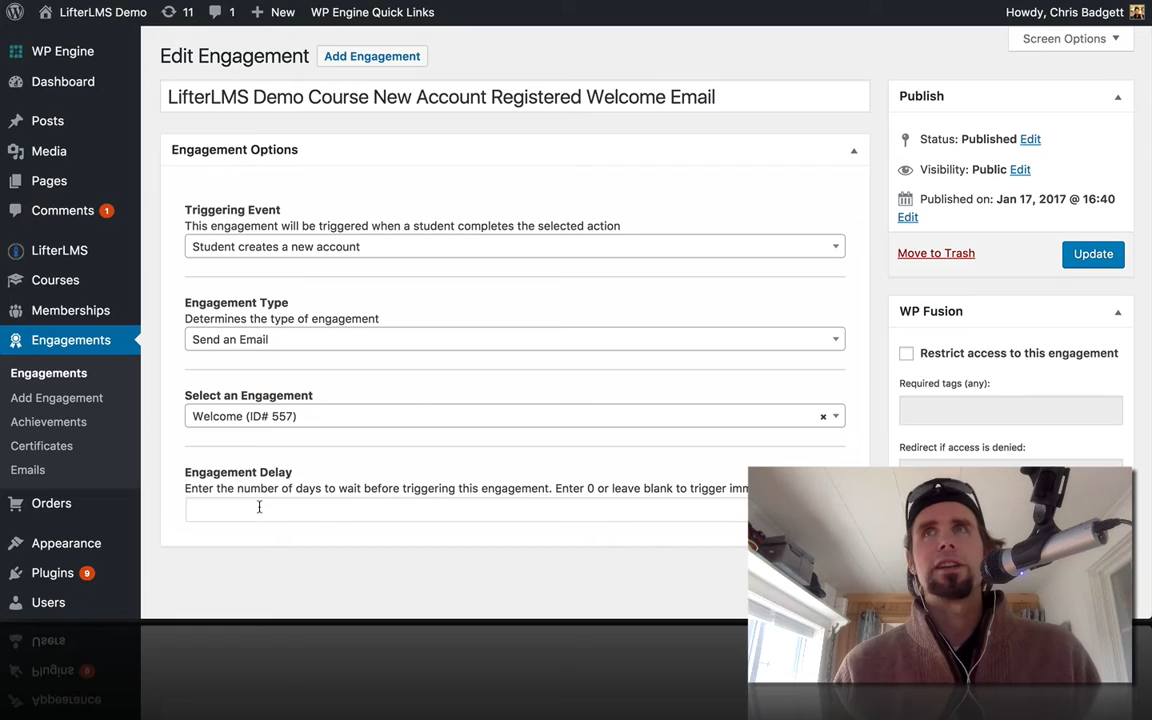 LifterLMS Demo
11
1
New
WP Engine Quick Links
Howdy, Chris Badgett
WP Engine
Dashboard
Posts
Media
Pages
Comments 1
LifterLMS
Courses
Memberships
Engagements
Engagements
Add Engagement
Achievements
Certificates
Emails
Orders
Appearance
Plugins 9
Users
Screen Options
Edit Engagement
Add Engagement
LifterLMS Demo Course New Account Registered Welcome Email
Engagement Options
Triggering Event
This engagement will be triggered when a student completes the selected action
Student creates a new account
Engagement Type
Determines the type of engagement
Send an Email
Select an Engagement
Welcome (ID# 557)
×
Engagement Delay
Enter the number of days to wait before triggering this engagement. Enter 0 or leave blank to trigger imm
Publish
Status: Published Edit
Visibility: Public Edit
Published on: Jan 17, 2017 @ 16:40
Edit
Move to Trash
Update
WP Fusion
Restrict access to this engagement
Required tags (any):
Redirect if access is denied:
Users
Plugins 9
Appearance